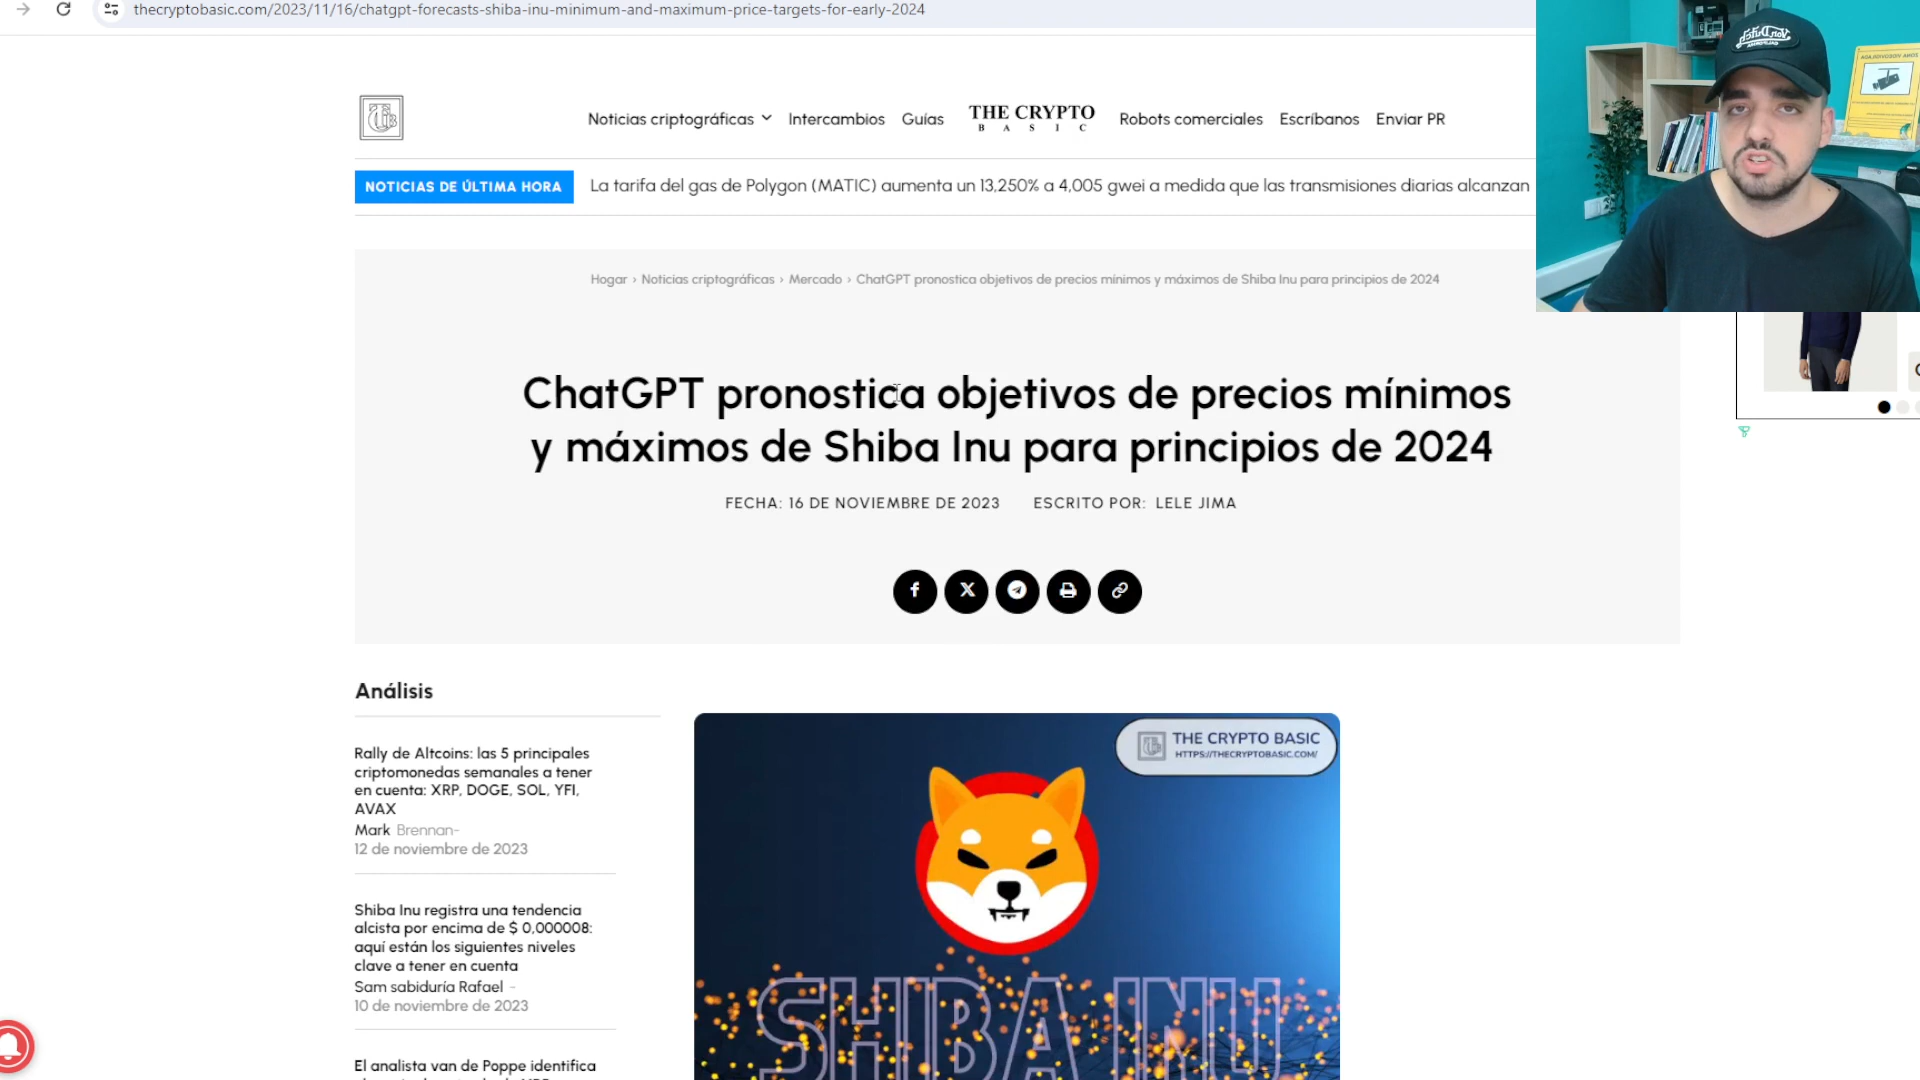 thecryptobasic.com/2023/11/16/chatgpt-forecasts-shiba-inu-minimum-and-maximum-price-targets-for-early-2024
Noticias criptográficas Intercambios Guías THE CRYPTO BASIC Robots comerciales Escríbanos Enviar PR
NOTICIAS DE ÚLTIMA HORA La tarifa del gas de Polygon (MATIC) aumenta un 13,250% a 4,005 gwei a medida que las transmisiones diarias alcanzan
Hogar › Noticias criptográficas › Mercado › ChatGPT pronostica objetivos de precios mínimos y máximos de Shiba Inu para principios de 2024
ChatGPT pronostica objetivos de precios mínimos
y máximos de Shiba Inu para principios de 2024
FECHA: 16 DE NOVIEMBRE DE 2023 ESCRITO POR: LELE JIMA
Análisis
Rally de Altcoins: las 5 principales
criptomonedas semanales a tener
en cuenta: XRP, DOGE, SOL, YFI,
AVAX
Mark Brennan-
12 de noviembre de 2023
Shiba Inu registra una tendencia
alcista por encima de $ 0,000008:
aquí están los siguientes niveles
clave a tener en cuenta
Sam sabiduría Rafael -
10 de noviembre de 2023
El analista van de Poppe identifica
THE CRYPTO BASIC
HTTPS://THECRYPTOBASIC.COM/
SHIBA INU